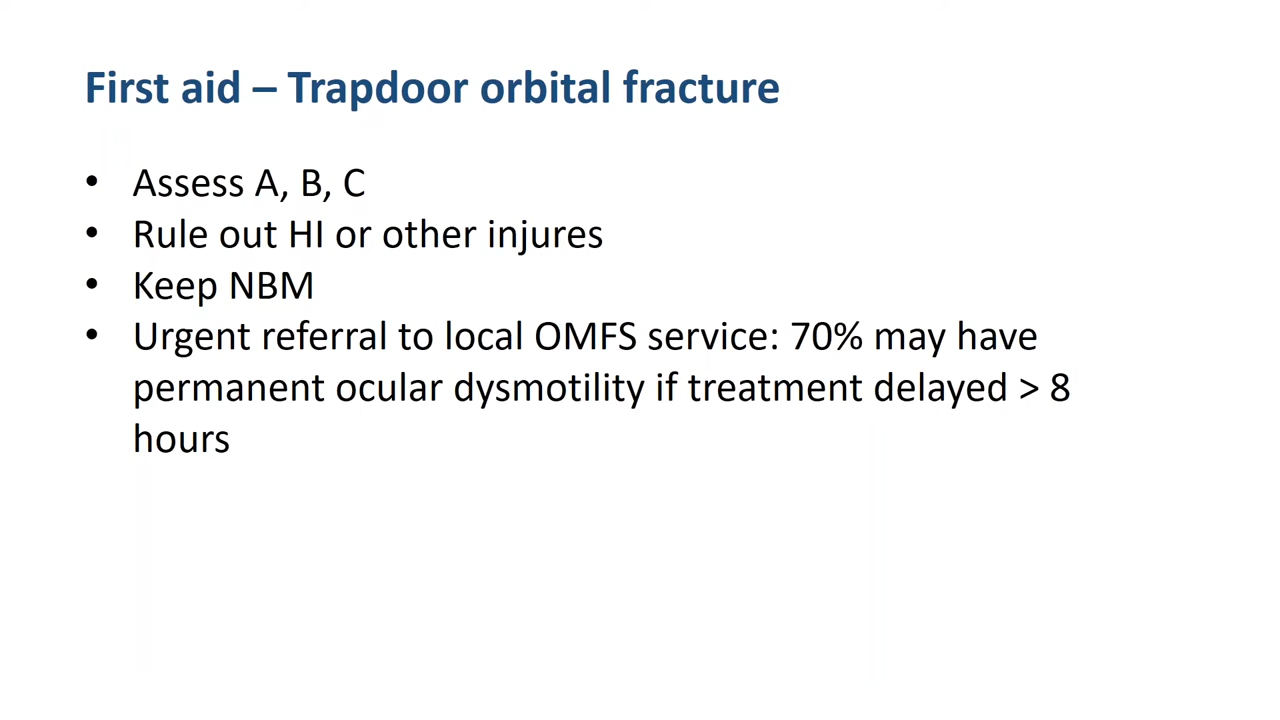 First aid – Trapdoor orbital fracture
• Assess A, B, C
• Rule out HI or other injures
• Keep NBM
• Urgent referral to local OMFS service: 70% may have
permanent ocular dysmotility if treatment delayed > 8
hours